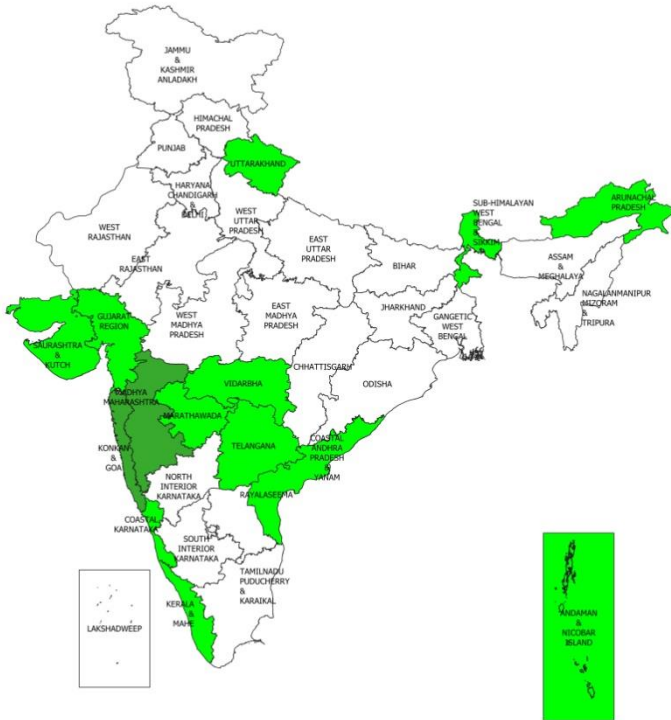 JAMMU
&
KASHMIR
ANLADAKH
HIMACHAL
PRADESH
PUNJAB
UTTARAKHAND
HARYANA
CHANDIGARH
&
DELHI
WEST
RAJASTHAN
EAST
RAJASTHAN
WEST
UTTAR
PRADESH
EAST
UTTAR
PRADESH
SUB-HIMALAYAN
WEST
BENGAL
&
SIKKIM
ARUNACHAL
PRADESH
ASSAM
&
MEGHALAYA
NAGALANMANIPUR
MIZORAM
&
TRIPURA
BIHAR
JHARKHAND
GANGETIC
WEST
BENGAL
GUJARAT
REGION
SAURASHTRA
&
KUTCH
WEST
MADHYA
PRADESH
EAST
MADHYA
PRADESH
CHHATTISGARH
ODISHA
VIDARBHA
MADHYA
MAHARASHTRA
MARATHAWADA
KONKAN
&
GOA
TELANGANA
COASTAL
ANDHRA
PRADESH
&
YANAM
NORTH
INTERIOR
KARNATAKA
RAYALASEEMA
COASTAL
KARNATAKA
SOUTH
INTERIOR
KARNATAKA
TAMILNADU
PUDUCHERRY
&
KARAIKAL
KERALA
&
MAHE
LAKSHADWEEP
ANDAMAN
&
NICOBAR
ISLAND